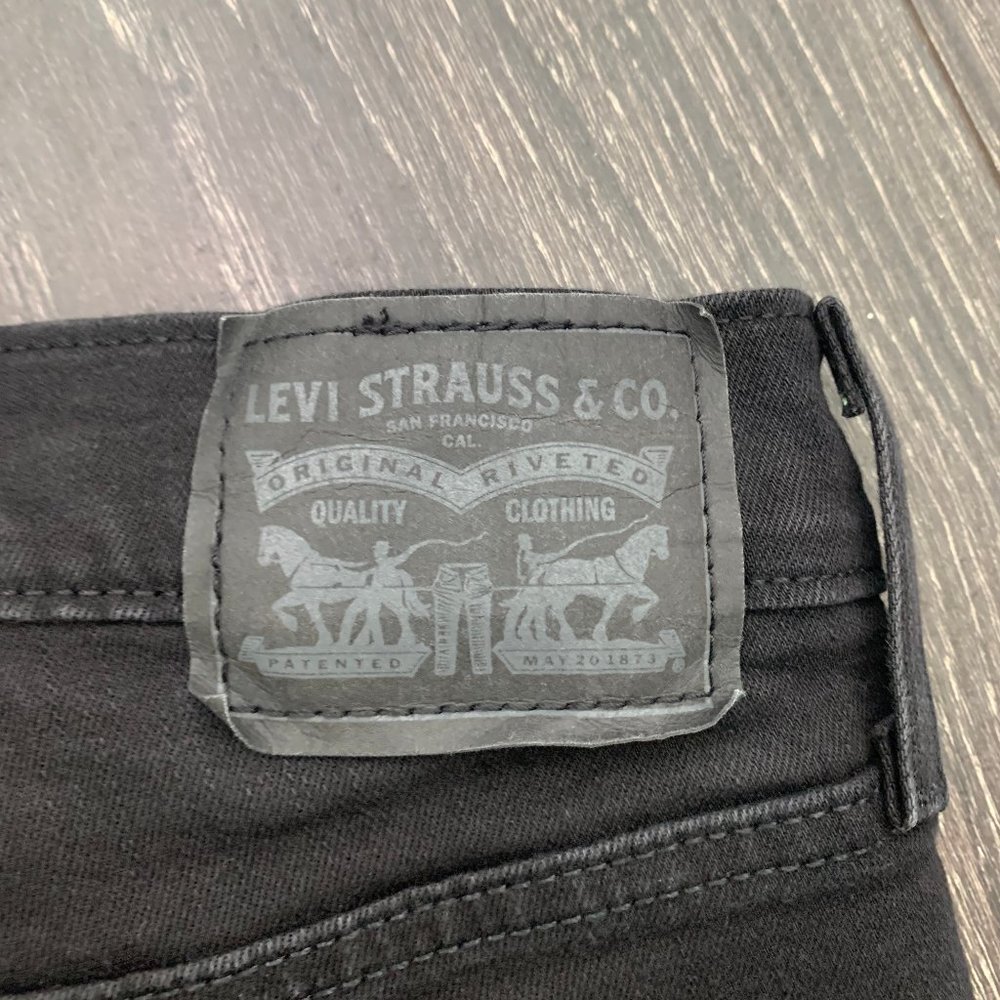 LEVI STRAUSS & CO.
SAN FRANCISCO
CAL.
ORIGINAL RIVETED
QUALITY CLOTHING
PATENTED MAY 20 1873
®